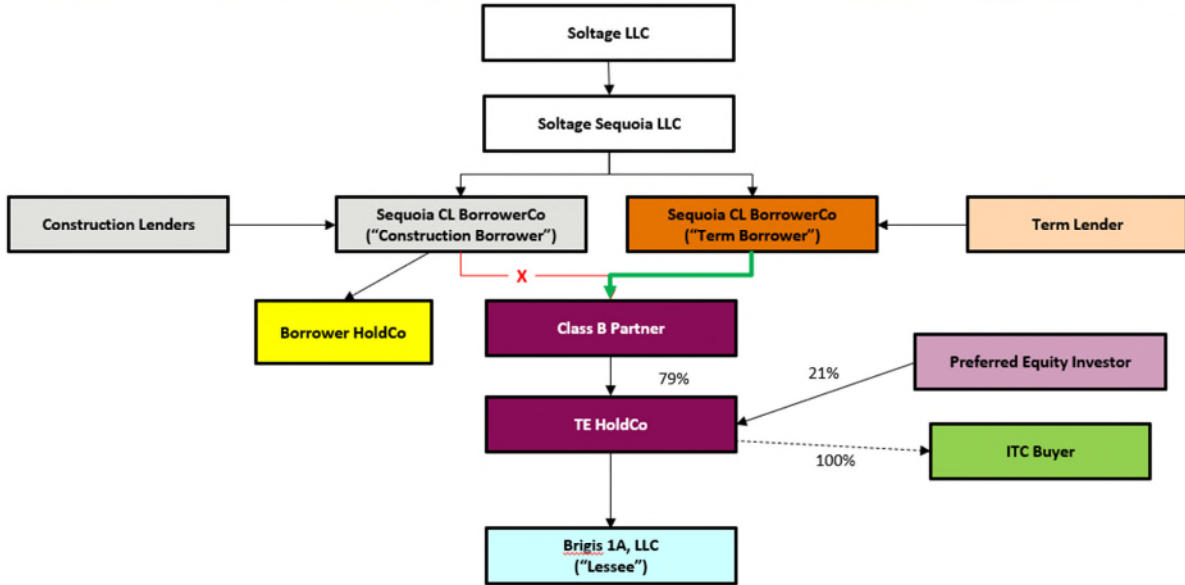 Soltage LLC
Soltage Sequoia LLC
Construction Lenders
Sequoia CL BorrowerCo
(“Construction Borrower”)
Sequoia CL BorrowerCo
(“Term Borrower”)
Term Lender
X
Borrower HoldCo
Class B Partner
79%
21%
Preferred Equity Investor
TE HoldCo
100%
ITC Buyer
Brigis 1A, LLC
(“Lessee”)